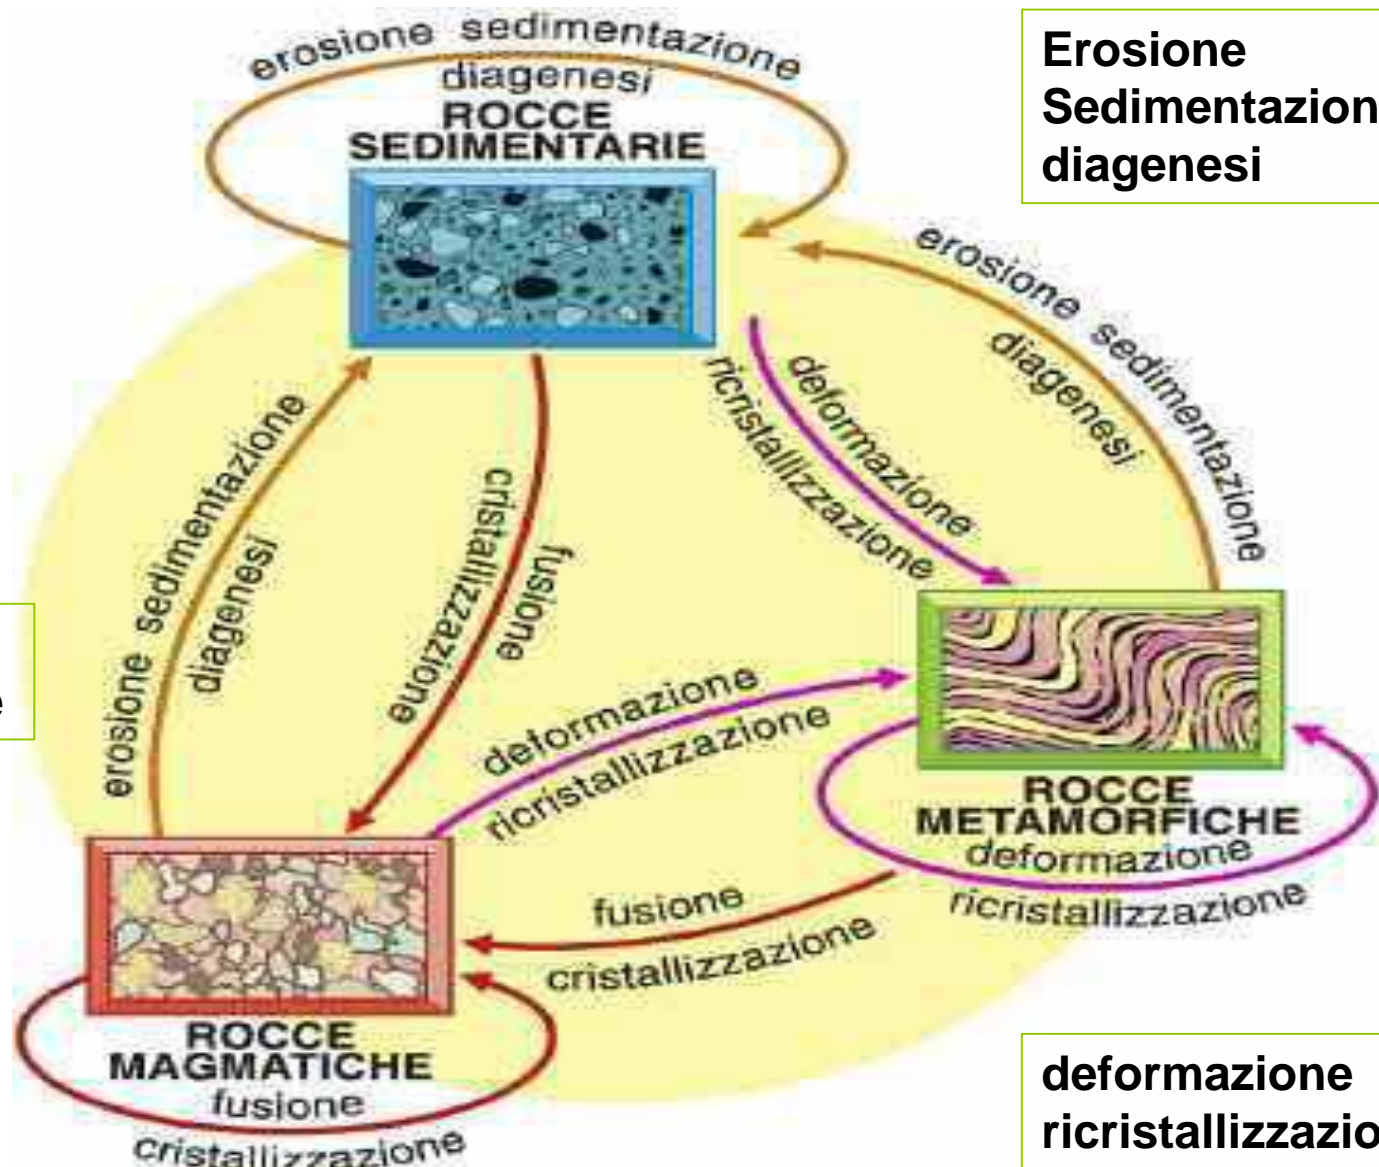 erosione sedimentazione
diagenesi
ROCCE
SEDIMENTARIE
Erosione
Sedimentazion
diagenesi
erosione sedimentazione
diagenesi
deformazione
ricristallizzazione
erosione sedimentazione
diagenesi
cristallizzazione
fusione
e
deformazione
ricristallizzazione
ROCCE
METAMORFICHE
deformazione
ricristallizzazione
fusione
cristallizzazione
ROCCE
MAGMATICHE
fusione
cristallizzazione
deformazione
ricristallizzazio